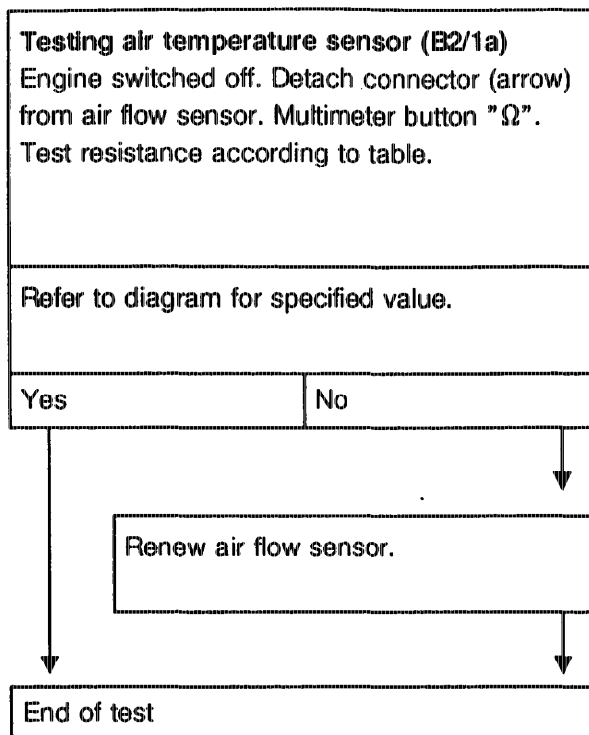 Testing air temperature sensor (B2/1a)
Engine switched off. Detach connector (arrow)
from air flow sensor. Multimeter button "Ω".
Test resistance according to table.
Refer to diagram for specified value.
Yes
No
Renew air flow sensor.
End of test